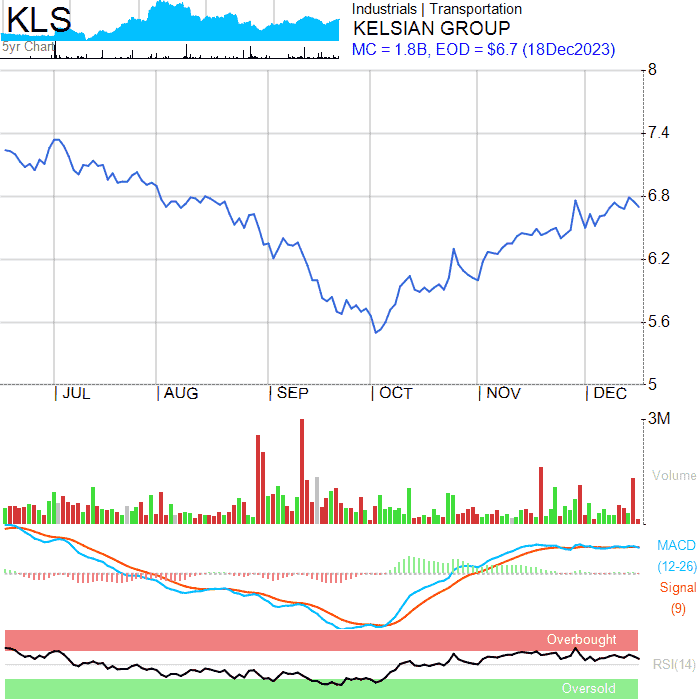 KLS
5yr Chart
Industrials | Transportation
KELSIAN GROUP
MC = 1.8B, EOD = $6.7 (18Dec2023)
8
7.4
6.8
6.2
5.6
5
| JUL | AUG | SEP | OCT | NOV | DEC
3M
Volume
MACD
(12-26)
Signal
(9)
Overbought
RSI(14)
Oversold